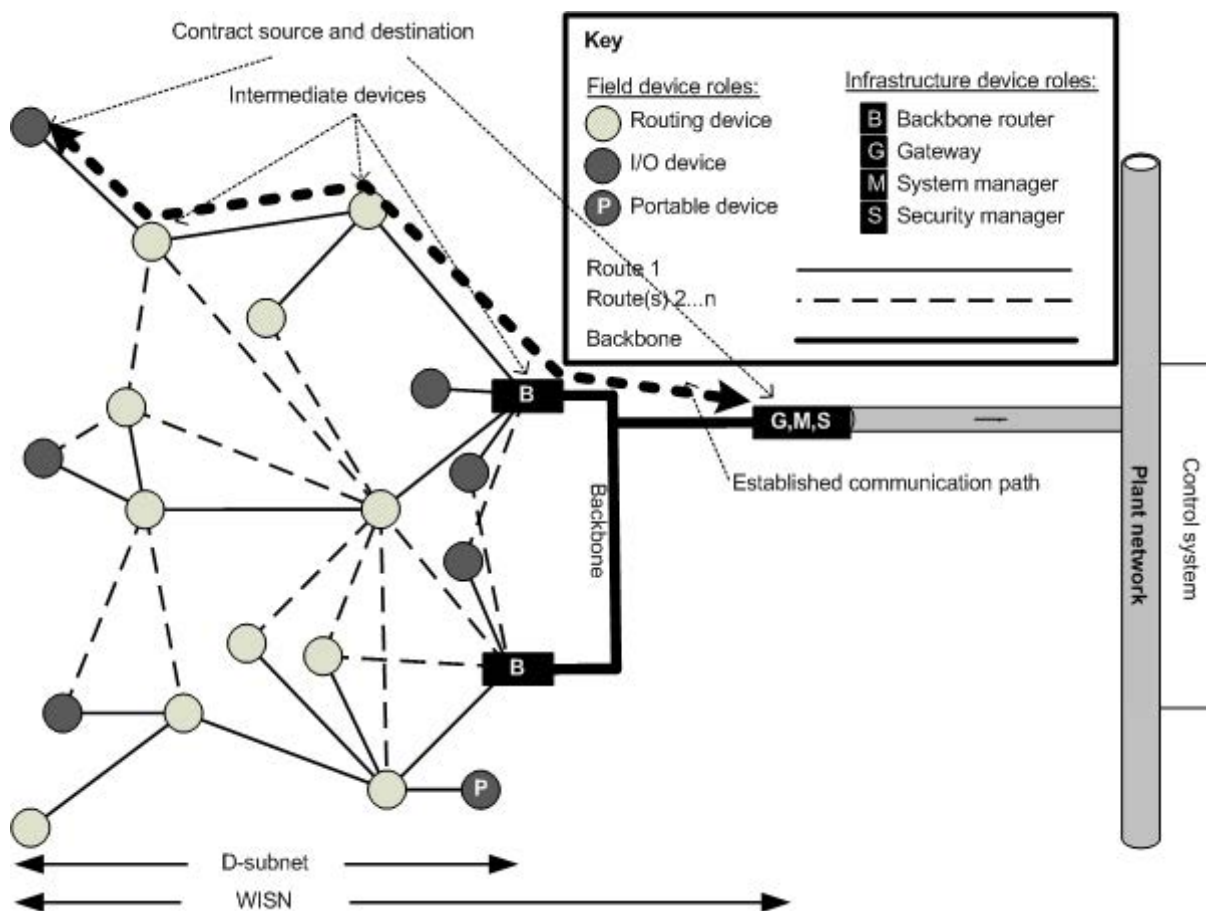 Contract source and destination
Intermediate devices
Key
Field device roles:
Routing device
I/O device
P Portable device
Infrastructure device roles:
B Backbone router
G Gateway
M System manager
S Security manager
Route 1
Route(s) 2...n
Backbone
B
G,M,S
Established communication path
Backbone
B
P
Plant network
Control system
D-subnet
WISN